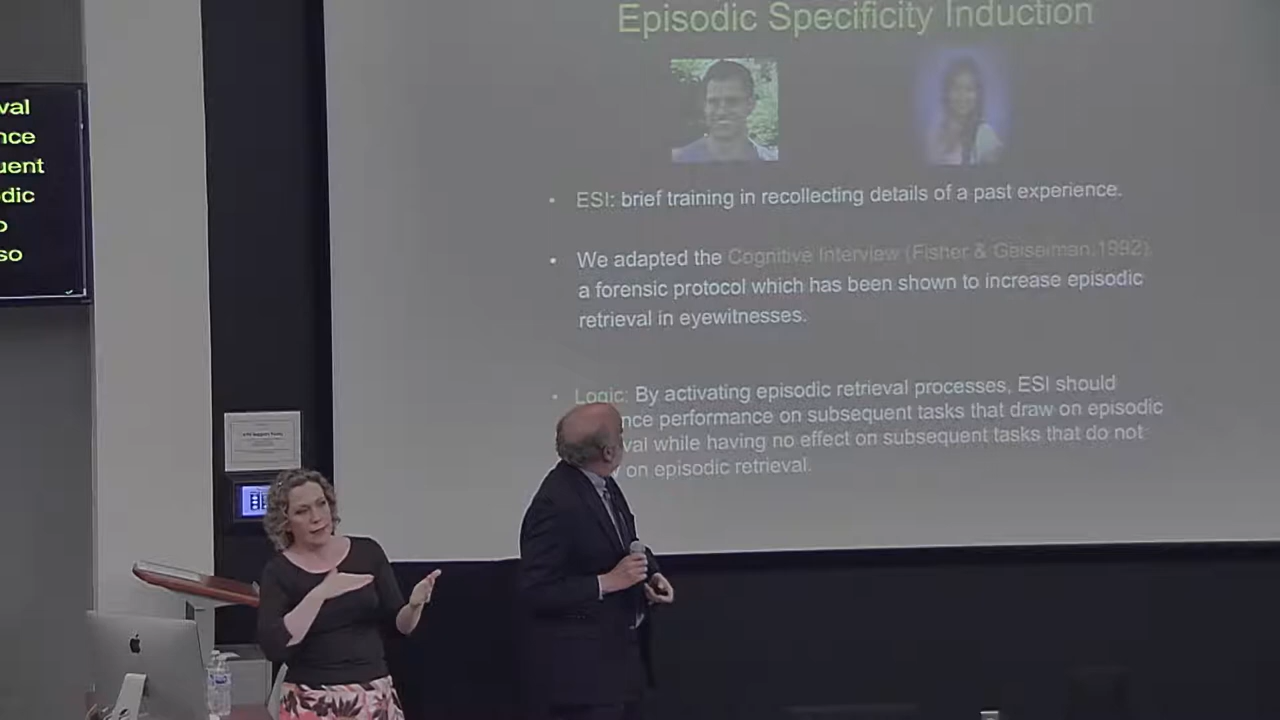 Episodic Specificity Induction
val
nce
uent
dic
o
so
• ESI: brief training in recollecting details of a past experience.
• We adapted the Cognitive Interview (Fisher & Geiselman, 1992),
a forensic protocol which has been shown to increase episodic
retrieval in eyewitnesses.
• Logic: By activating episodic retrieval processes, ESI should
nce performance on subsequent tasks that draw on episodic
val while having no effect on subsequent tasks that do not
on episodic retrieval.